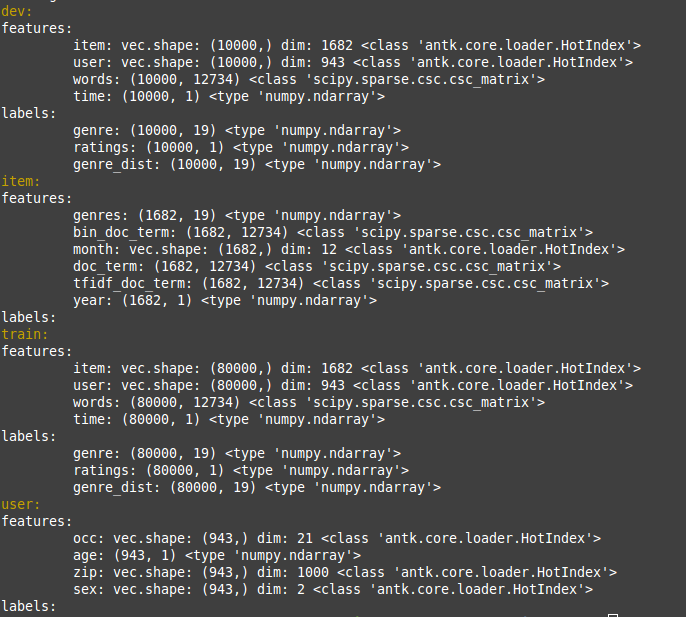 dev:
features:
item: vec.shape: (10000,) dim: 1682 <class 'antk.core.loader.HotIndex'>
user: vec.shape: (10000,) dim: 943 <class 'antk.core.loader.HotIndex'>
words: (10000, 12734) <class 'scipy.sparse.csc.csc_matrix'>
time: (10000, 1) <type 'numpy.ndarray'>
labels:
genre: (10000, 19) <type 'numpy.ndarray'>
ratings: (10000, 1) <type 'numpy.ndarray'>
genre_dist: (10000, 19) <type 'numpy.ndarray'>
item:
features:
genres: (1682, 19) <type 'numpy.ndarray'>
bin_doc_term: (1682, 12734) <class 'scipy.sparse.csc.csc_matrix'>
month: vec.shape: (1682,) dim: 12 <class 'antk.core.loader.HotIndex'>
doc_term: (1682, 12734) <class 'scipy.sparse.csc.csc_matrix'>
tfidf_doc_term: (1682, 12734) <class 'scipy.sparse.csc.csc_matrix'>
year: (1682, 1) <type 'numpy.ndarray'>
labels:
train:
features:
item: vec.shape: (80000,) dim: 1682 <class 'antk.core.loader.HotIndex'>
user: vec.shape: (80000,) dim: 943 <class 'antk.core.loader.HotIndex'>
words: (80000, 12734) <class 'scipy.sparse.csc.csc_matrix'>
time: (80000, 1) <type 'numpy.ndarray'>
labels:
genre: (80000, 19) <type 'numpy.ndarray'>
ratings: (80000, 1) <type 'numpy.ndarray'>
genre_dist: (80000, 19) <type 'numpy.ndarray'>
user:
features:
occ: vec.shape: (943,) dim: 21 <class 'antk.core.loader.HotIndex'>
age: (943, 1) <type 'numpy.ndarray'>
zip: vec.shape: (943,) dim: 1000 <class 'antk.core.loader.HotIndex'>
sex: vec.shape: (943,) dim: 2 <class 'antk.core.loader.HotIndex'>
labels: